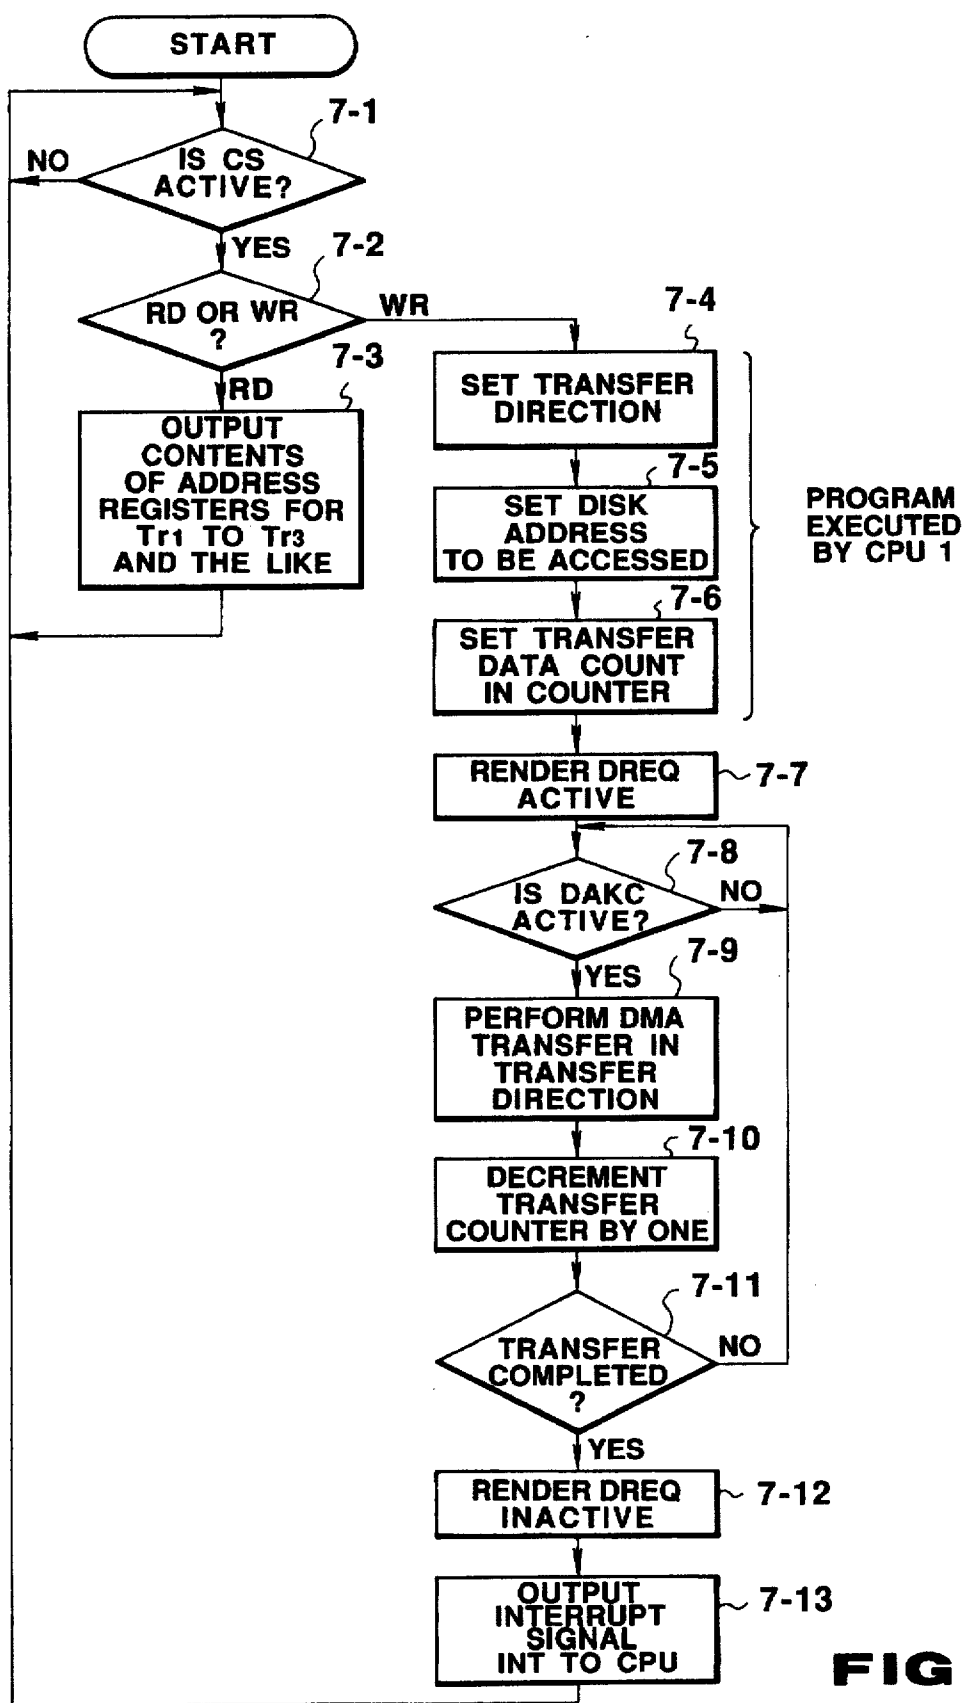 START
7-1
NO
IS CS
ACTIVE?
YES
7-2
RD OR WR
?
WR
7-3
RD
OUTPUT
CONTENTS
OF ADDRESS
REGISTERS FOR
Tr1 TO Tr3
AND THE LIKE
7-4
SET TRANSFER
DIRECTION
7-5
SET DISK
ADDRESS
TO BE ACCESSED
7-6
SET TRANSFER
DATA COUNT
IN COUNTER
PROGRAM
EXECUTED
BY CPU 1
RENDER DREQ
ACTIVE
7-7
7-8
IS DAKC
ACTIVE?
NO
YES
7-9
PERFORM DMA
TRANSFER IN
TRANSFER
DIRECTION
7-10
DECREMENT
TRANSFER
COUNTER BY ONE
7-11
TRANSFER
COMPLETED
?
NO
YES
RENDER DREQ
INACTIVE
7-12
OUTPUT
INTERRUPT
SIGNAL
INT TO CPU
7-13
FIG